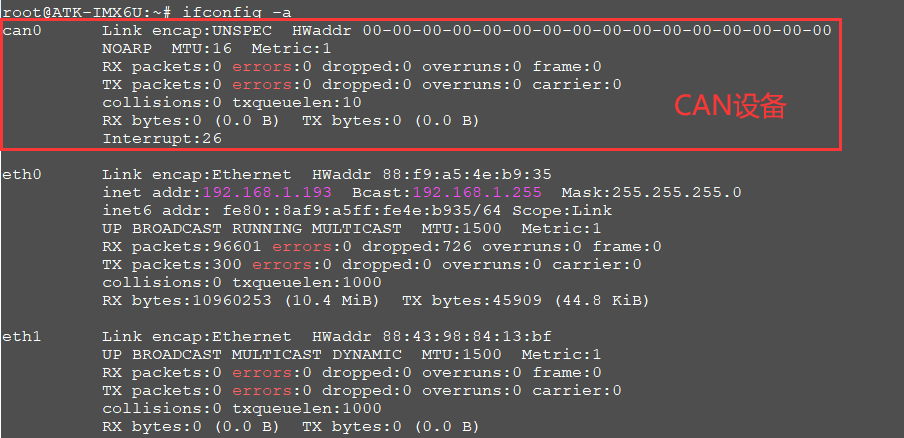 root@ATK-IMX6U:~# ifconfig -a
can0      Link encap:UNSPEC  HWaddr 00-00-00-00-00-00-00-00-00-00-00-00-00-00-00-00
          NOARP  MTU:16  Metric:1
          RX packets:0 errors:0 dropped:0 overruns:0 frame:0
          TX packets:0 errors:0 dropped:0 overruns:0 carrier:0
          collisions:0 txqueuelen:10
          RX bytes:0 (0.0 B)  TX bytes:0 (0.0 B)
          Interrupt:26
CAN设备
eth0      Link encap:Ethernet  HWaddr 88:f9:a5:4e:b9:35
          inet addr:192.168.1.193  Bcast:192.168.1.255  Mask:255.255.255.0
          inet6 addr: fe80::8af9:a5ff:fe4e:b935/64 Scope:Link
          UP BROADCAST RUNNING MULTICAST  MTU:1500  Metric:1
          RX packets:96601 errors:0 dropped:726 overruns:0 frame:0
          TX packets:300 errors:0 dropped:0 overruns:0 carrier:0
          collisions:0 txqueuelen:1000
          RX bytes:10960253 (10.4 MiB)  TX bytes:45909 (44.8 KiB)
eth1      Link encap:Ethernet  HWaddr 88:43:98:84:13:bf
          UP BROADCAST MULTICAST DYNAMIC  MTU:1500  Metric:1
          RX packets:0 errors:0 dropped:0 overruns:0 frame:0
          TX packets:0 errors:0 dropped:0 overruns:0 carrier:0
          collisions:0 txqueuelen:1000
          RX bytes:0 (0.0 B)  TX bytes:0 (0.0 B)